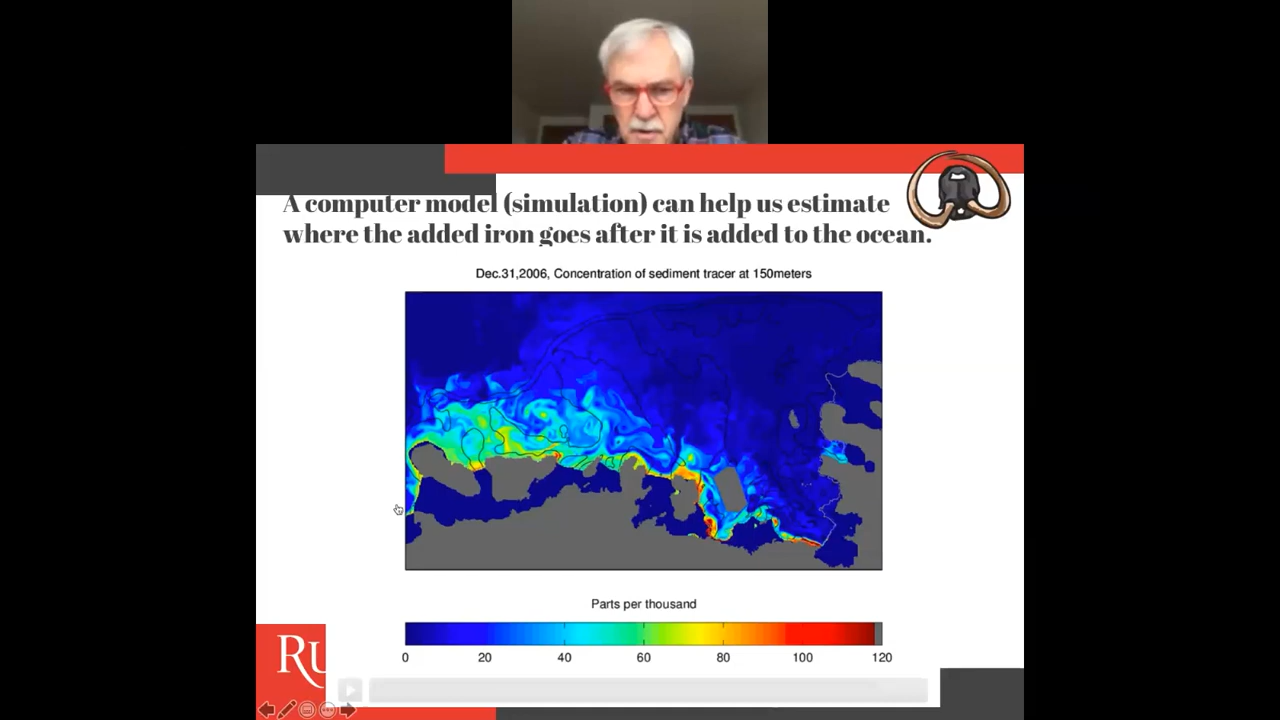 A computer model (simulation) can help us estimate
where the added iron goes after it is added to the ocean.
Dec.31,2006, Concentration of sediment tracer at 150meters
Parts per thousand
0 20 40 60 80 100 120
RU